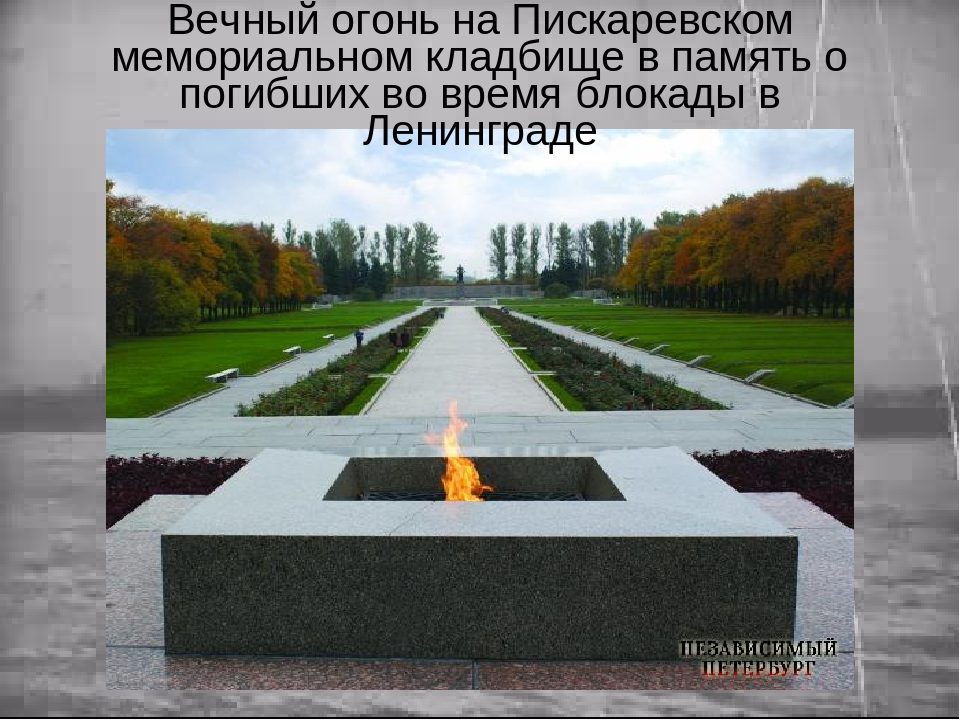 Вечный огонь на Пискаревском
мемориальном кладбище в память о
погибших во время блокады в
Ленинграде
НЕЗАВИСИМЫЙ
ПЕТЕРБУРГ